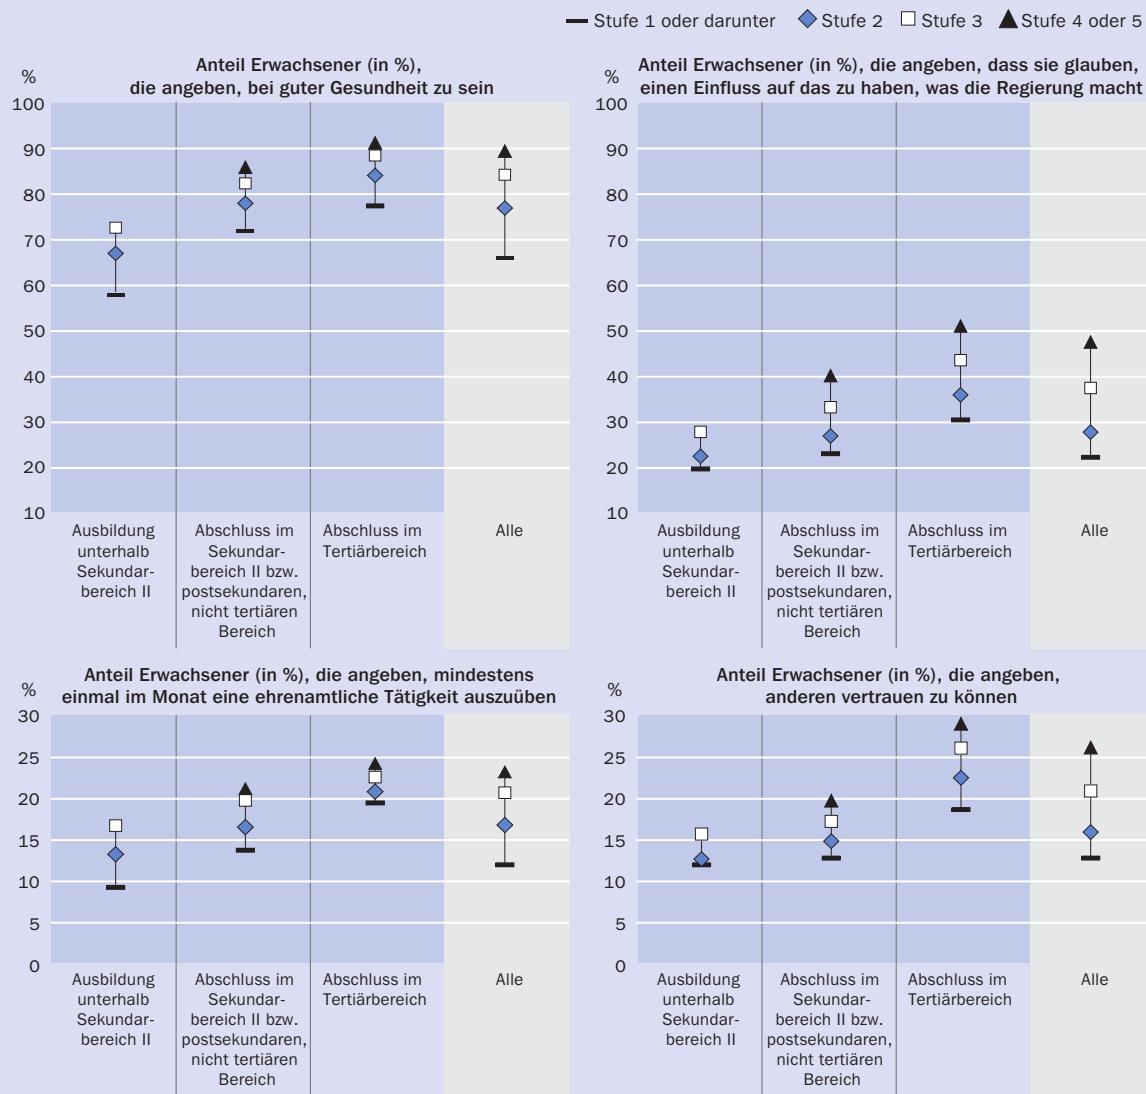 Stufe 1 oder darunter Stufe 2 Stufe 3 Stufe 4 oder 5
Anteil Erwachsener (in %),
die angeben, bei guter Gesundheit zu sein
%
100
90
80
70
60
50
40
30
20
10
Ausbildung
unterhalb
Sekundar-
bereich II
Abschluss im
Sekundar-
bereich II bzw.
postsekundaren,
nicht tertiären
Bereich
Abschluss im
Tertiärbereich
Alle
Anteil Erwachsener (in %), die angeben, dass sie glauben,
einen Einfluss auf das zu haben, was die Regierung macht
%
100
90
80
70
60
50
40
30
20
10
Ausbildung
unterhalb
Sekundar-
bereich II
Abschluss im
Sekundar-
bereich II bzw.
postsekundaren,
nicht tertiären
Bereich
Abschluss im
Tertiärbereich
Alle
Anteil Erwachsener (in %), die angeben, mindestens
einmal im Monat eine ehrenamtliche Tätigkeit auszuüben
%
30
25
20
15
10
5
0
Ausbildung
unterhalb
Sekundar-
bereich II
Abschluss im
Sekundar-
bereich II bzw.
postsekundaren,
nicht tertiären
Bereich
Abschluss im
Tertiärbereich
Alle
Anteil Erwachsener (in %), die angeben,
anderen vertrauen zu können
%
30
25
20
15
10
5
0
Ausbildung
unterhalb
Sekundar-
bereich II
Abschluss im
Sekundar-
bereich II bzw.
postsekundaren,
nicht tertiären
Bereich
Abschluss im
Tertiärbereich
Alle